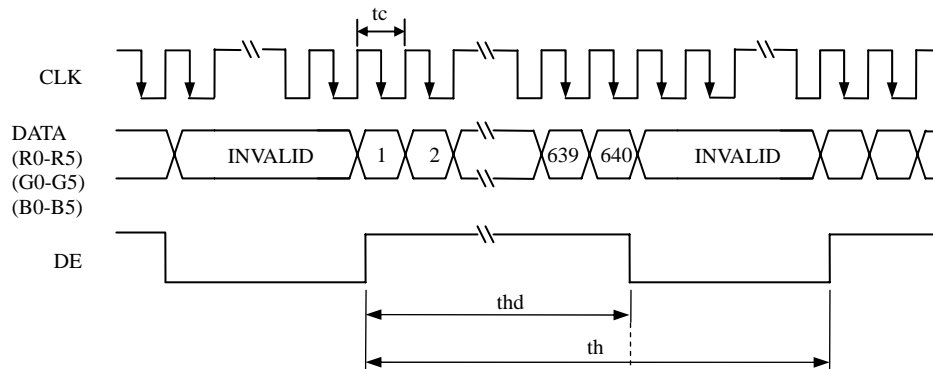 tc
CLK
DATA
(R0-R5)
(G0-G5)
(B0-B5)
INVALID 1 2 639 640 INVALID
DE
thd
th